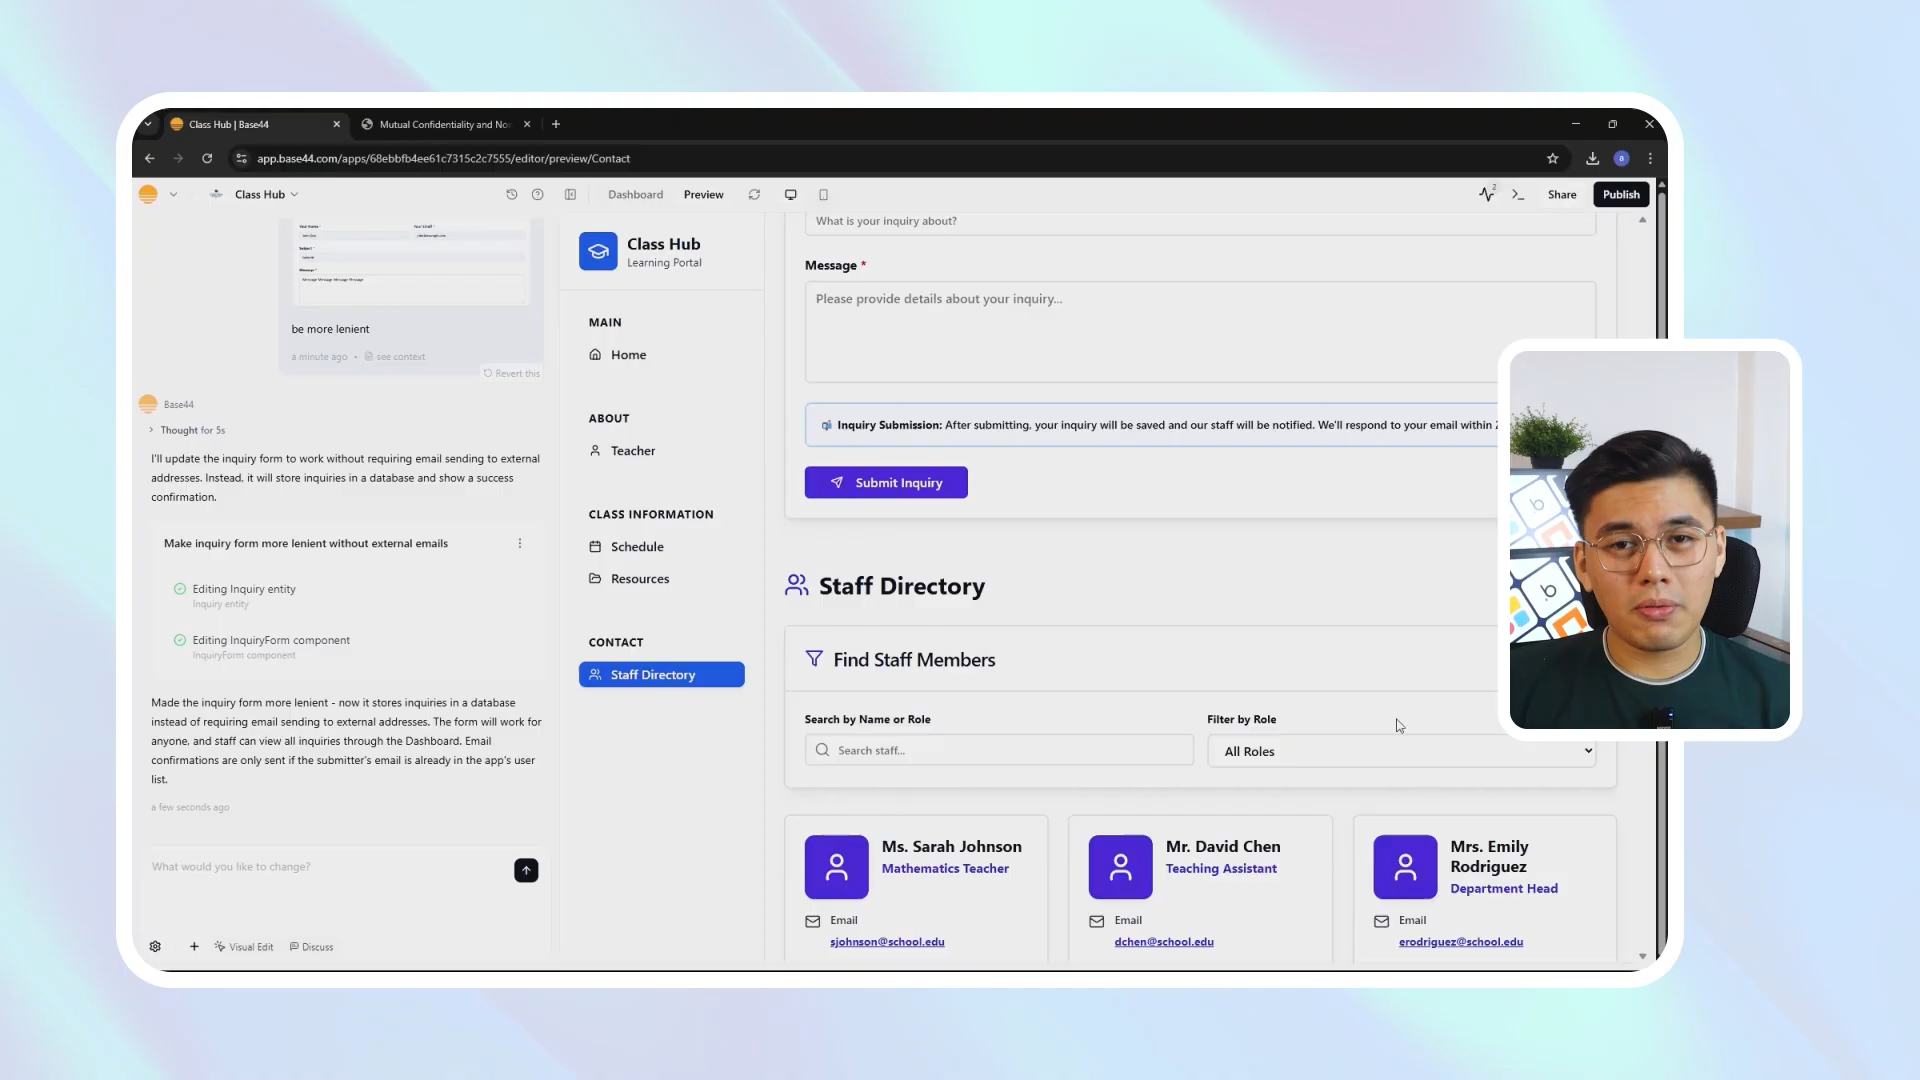 Class Hub | Base44
Mutual Confidentiality and No
app.base44.com/apps/68ebbfb4ee61c7315c2c7555/editor/preview/Contact
a
Class Hub
Dashboard
Preview
2
Share
Publish
Your Name *
Your Email *
Subject *
Message *
Message Message Message Message
be more lenient
a minute ago • see context
Revert this
Base44
Thought for 5s
I'll update the inquiry form to work without requiring email sending to external
addresses. Instead, it will store inquiries in a database and show a success
confirmation.
Make inquiry form more lenient without external emails
Editing Inquiry entity
Inquiry entity
Editing InquiryForm component
InquiryForm component
Made the inquiry form more lenient - now it stores inquiries in a database
instead of requiring email sending to external addresses. The form will work for
anyone, and staff can view all inquiries through the Dashboard. Email
confirmations are only sent if the submitter's email is already in the app's user
list.
a few seconds ago
What would you like to change?
Visual Edit
Discuss
Class Hub
Learning Portal
MAIN
Home
ABOUT
Teacher
CLASS INFORMATION
Schedule
Resources
CONTACT
Staff Directory
What is your inquiry about?
Message *
Please provide details about your inquiry...
Inquiry Submission: After submitting, your inquiry will be saved and our staff will be notified. We'll respond to your email within 2
Submit Inquiry
Staff Directory
Find Staff Members
Search by Name or Role
Search staff...
Filter by Role
All Roles
Ms. Sarah Johnson
Mathematics Teacher
Email
sjohnson@school.edu
Mr. David Chen
Teaching Assistant
Email
dchen@school.edu
Mrs. Emily
Rodriguez
Department Head
Email
erodriguez@school.edu
b
b